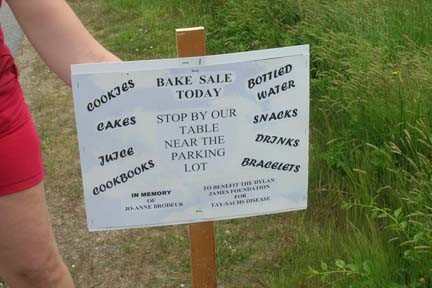 BAKE SALE
TODAY
COOKIES
CAKES
JUICE
COOKBOOKS
STOP BY OUR
TABLE
NEAR THE
PARKING
LOT
BOTTLED
WATER
SNACKS
DRINKS
BRACELETS
IN MEMORY
OF
JO-ANNE BRODEUR
TO BENEFIT THE DYLAN
JAMES FOUNDATION
FOR
TAY-SACHS DISEASE